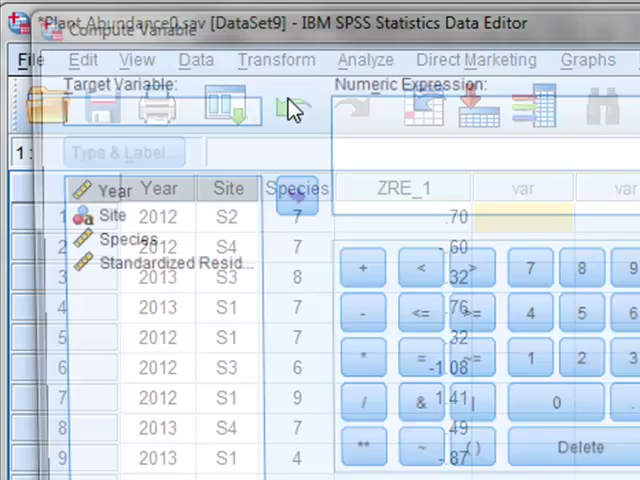 *Plant Abundance0.sav [DataSet9] - IBM SPSS Statistics Data Editor
Compute Variable
File Edit View Data Transform Analyze Direct Marketing Graphs
Target Variable: Numeric Expression:
1 :
Type & Label...
Year Site Species ZRE_1 var var
Year
Site
Species
Standardized Resid...
1 2012 S2 7 .70
2 2012 S4 7 -.60
3 2013 S3 8 .32
4 2013 S1 7 .76
5 2012 S1 7 .32
6 2012 S3 6 -1.08
7 2012 S1 9 1.41
8 2013 S4 7 .49
9 2013 S1 4 -.87
+ < > 7 8 9
- <= >= 4 5 6
* = ~= 1 2 3
/ & | 0 .
** ~ ( ) Delete